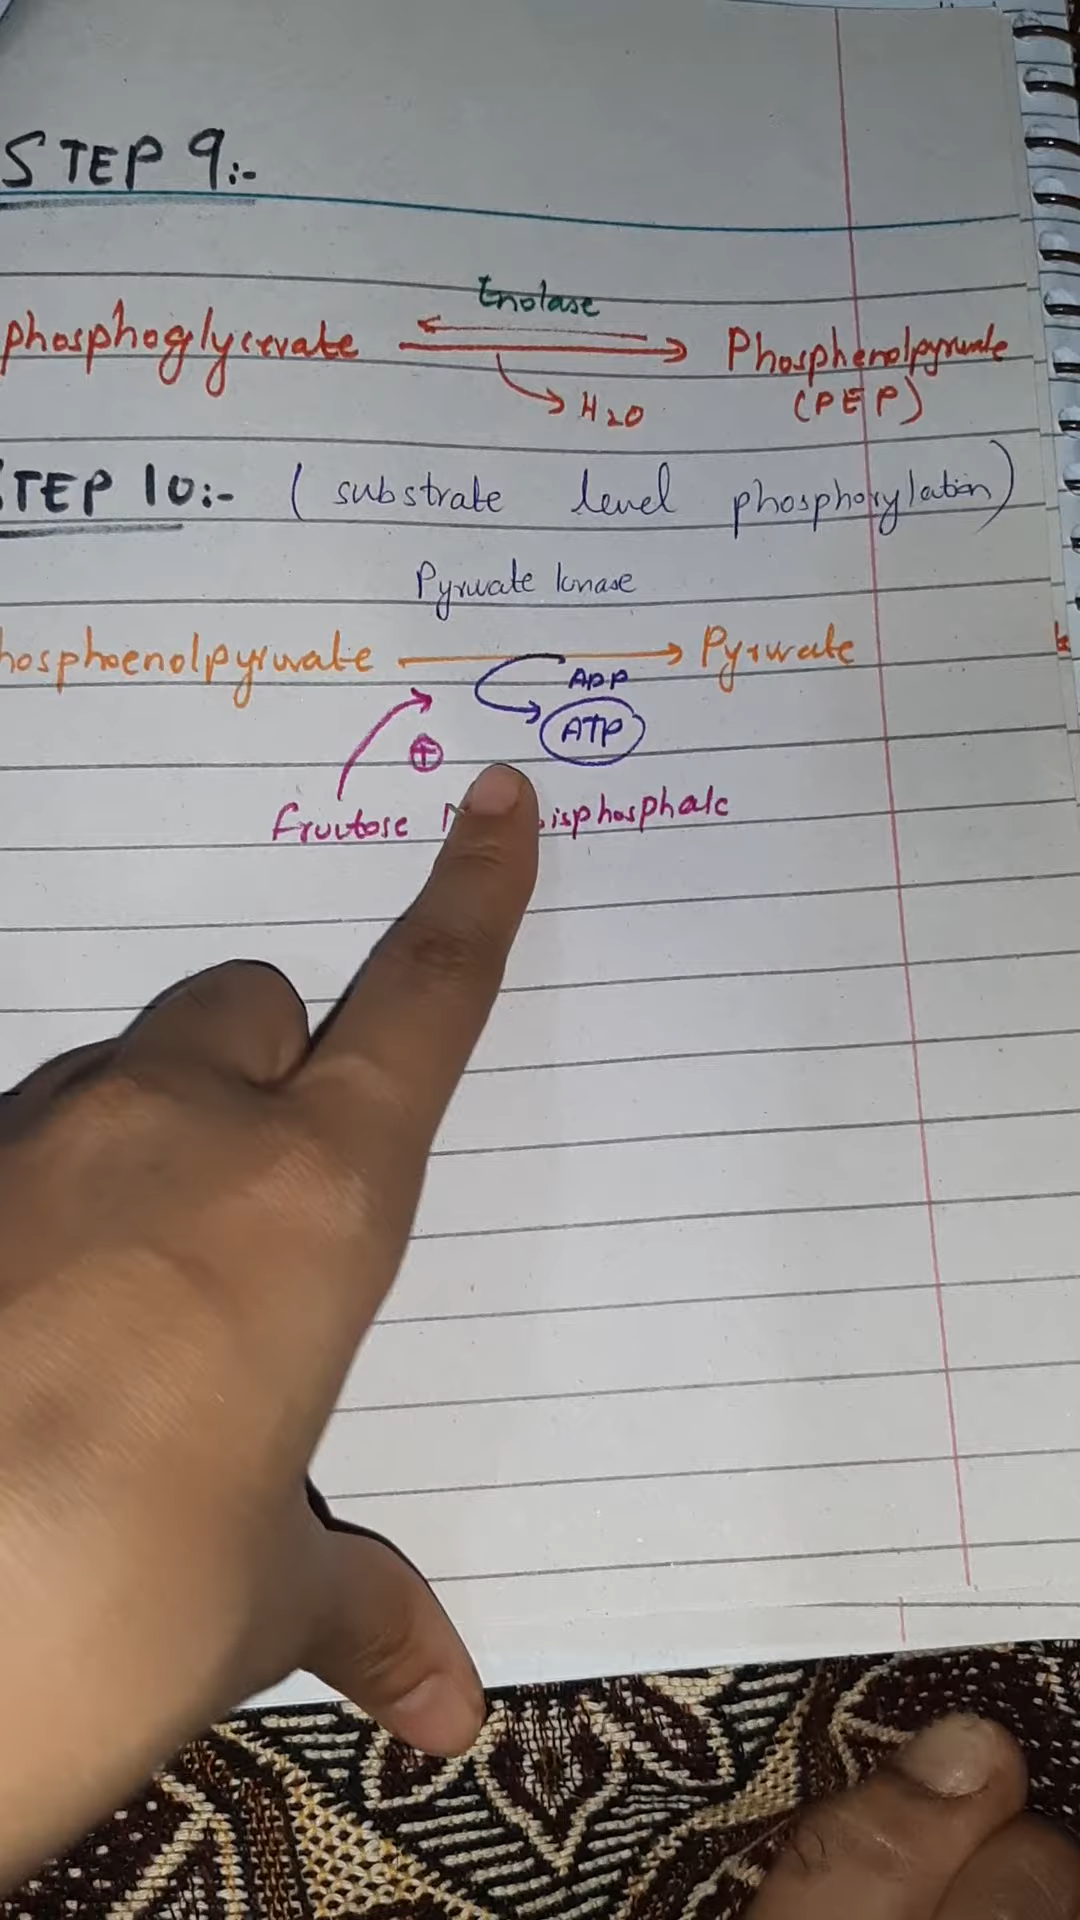 STEP 9:-
Enolase
phosphoglycerate Phosphenolpyruvate
H2O (PEP)
STEP 10:- ( substrate level phosphorylation)
Pyruvate kinase
hosphoenolpyruvate Pyruvate
ADP
ATP
+
fructose isphosphate